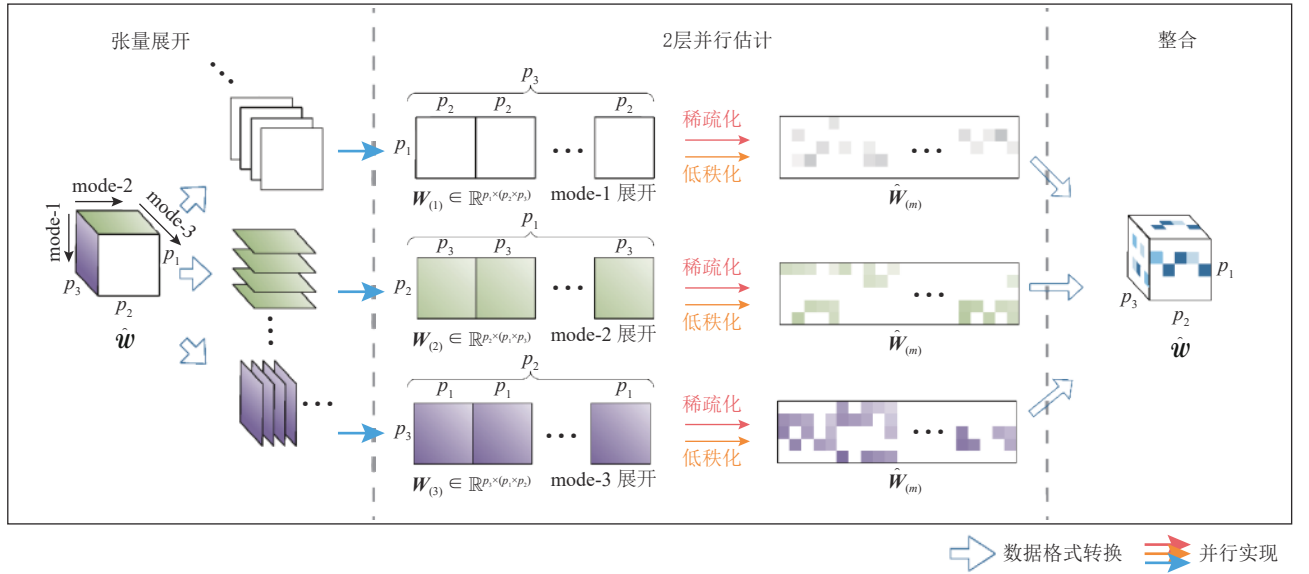 张量展开
2层并行估计
整合
mode-1
mode-2
mode-3
p₁
p₃
p₂
𝓦̂
p₃
p₂ p₂ p₂
p₁
W₍₁₎ ∈ ℝ^{p₁×(p₂×p₃)} mode-1 展开
稀疏化
低秩化
Ŵ₍ₘ₎
p₁
p₃ p₃ p₃
p₂
W₍₂₎ ∈ ℝ^{p₂×(p₁×p₃)} mode-2 展开
稀疏化
低秩化
Ŵ₍ₘ₎
p₂
p₁ p₁ p₁
p₃
W₍₃₎ ∈ ℝ^{p₃×(p₁×p₂)} mode-3 展开
稀疏化
低秩化
Ŵ₍ₘ₎
p₁
p₃
p₂
𝓦̂
数据格式转换 并行实现